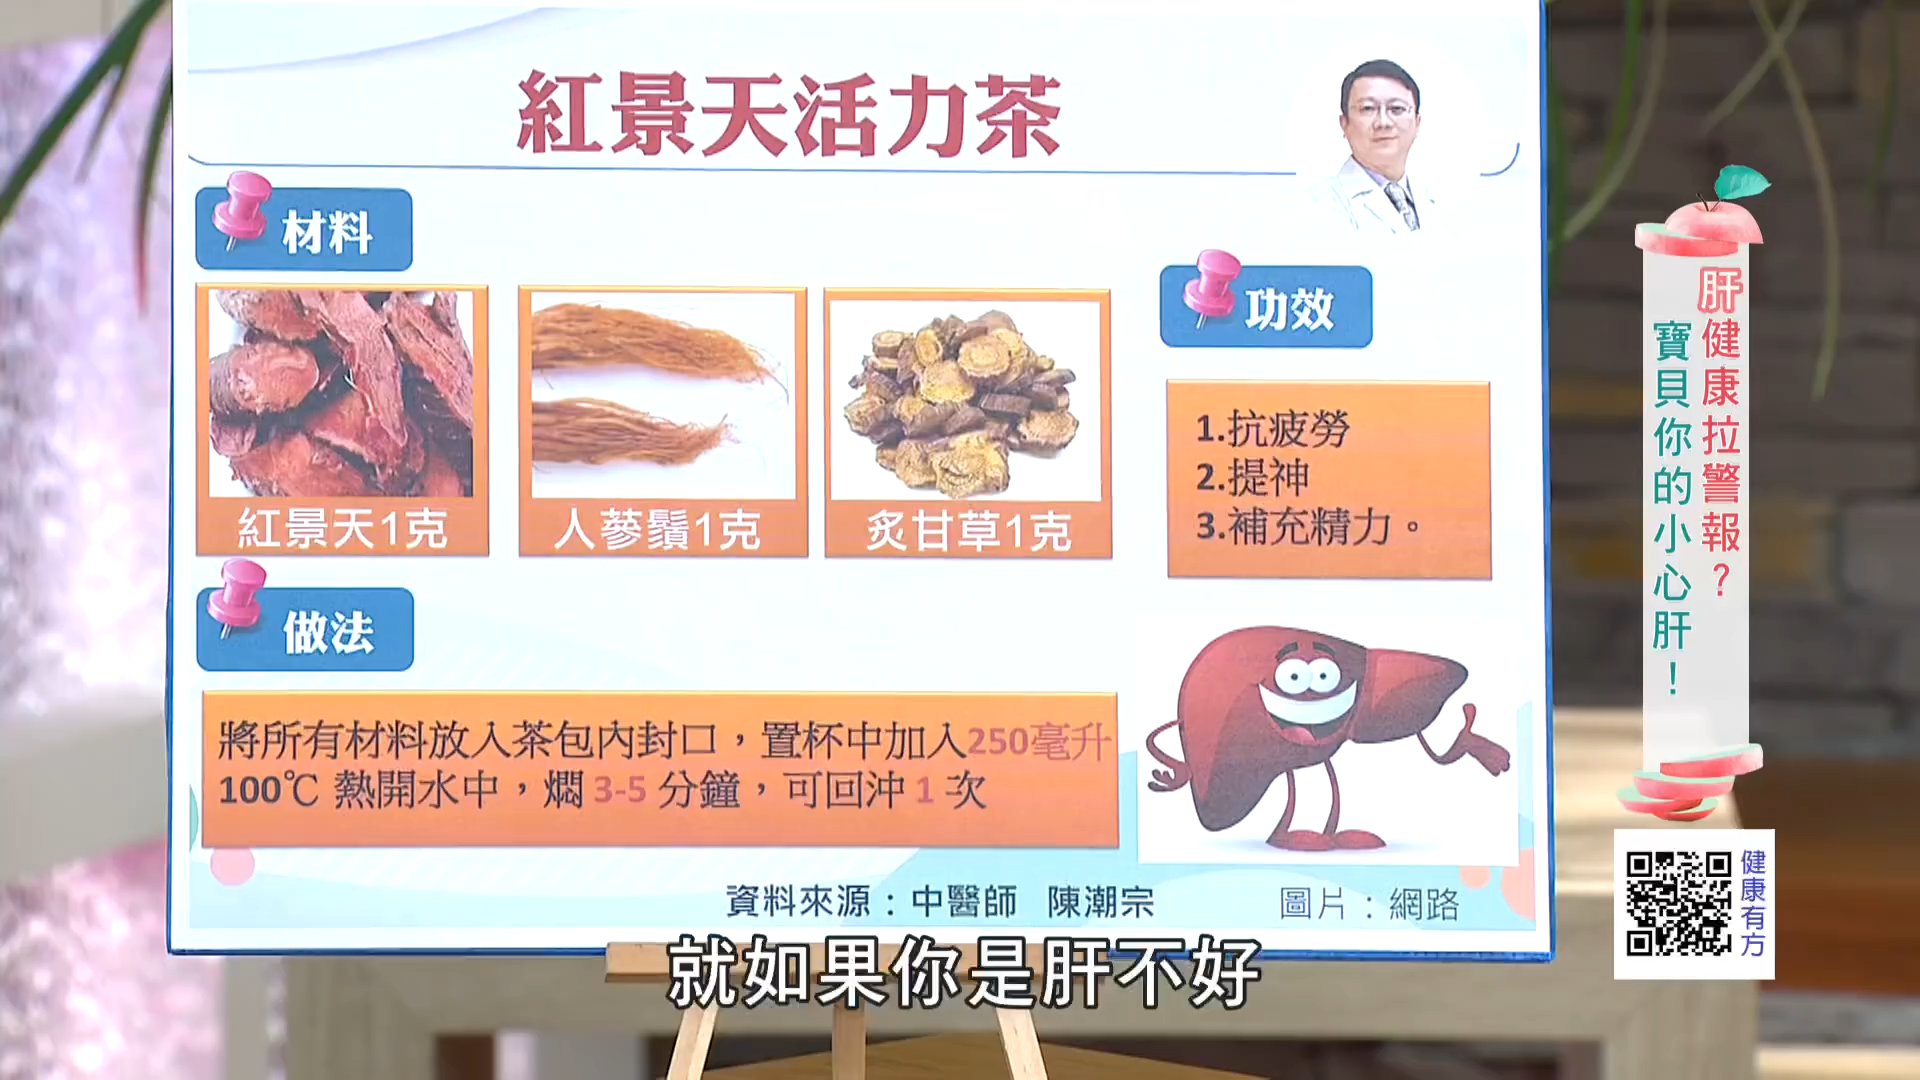 紅景天活力茶
材料
紅景天1克
人蔘鬚1克
炙甘草1克
功效
1.抗疲勞
2.提神
3.補充精力。
做法
將所有材料放入茶包內封口，置杯中加入250毫升
100℃ 熱開水中，燜 3-5 分鐘，可回沖 1 次
資料來源：中醫師 陳潮宗
圖片：網路
肝健康拉警報？
寶貝你的小心肝！
健康有方
就如果你是肝不好